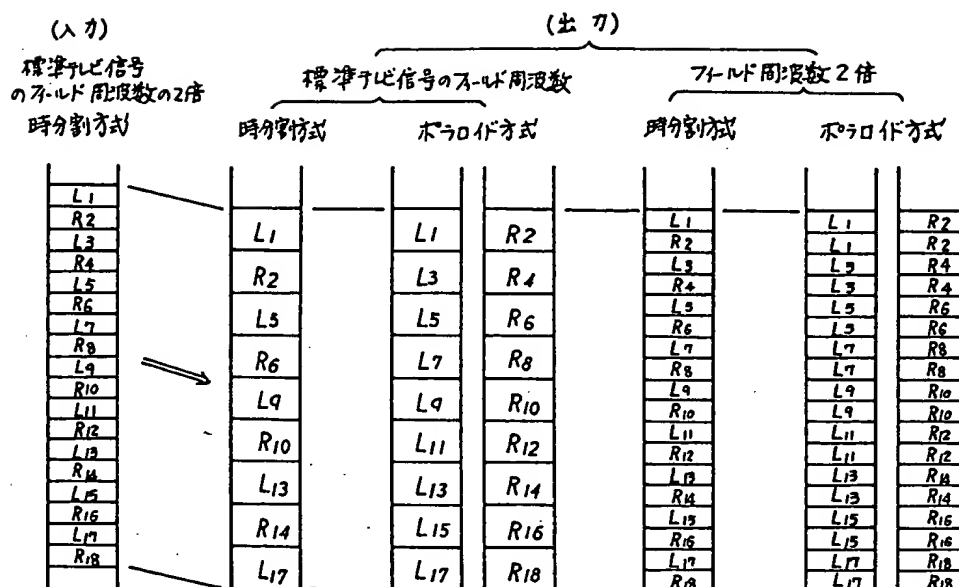 (入力)
(出力)
標準テレビ信号
のフィールド周波数の2倍
時分割方式
標準テレビ信号のフィールド周波数
フィールド周波数2倍
時分割方式
ポラロイド方式
時分割方式
ポラロイド方式
L1
R2
L3
R4
L5
R6
L7
R8
L9
R10
L11
R12
L13
R14
L15
R16
L17
R18
L1
R2
L5
R6
L9
R10
L13
R14
L17
L1
L3
L5
L7
L9
L11
L13
L15
L17
R2
R4
R6
R8
R10
R12
R14
R16
R18
L1
R2
L3
R4
L5
R6
L7
R8
L9
R10
L11
R12
L13
R14
L15
R16
L17
R18
L1
L1
L3
L3
L5
L5
L7
L7
L9
L9
L11
L11
L13
L13
L15
L15
L17
L17
R2
R2
R4
R4
R6
R6
R8
R8
R10
R10
R12
R12
R14
R14
R16
R16
R18
R18